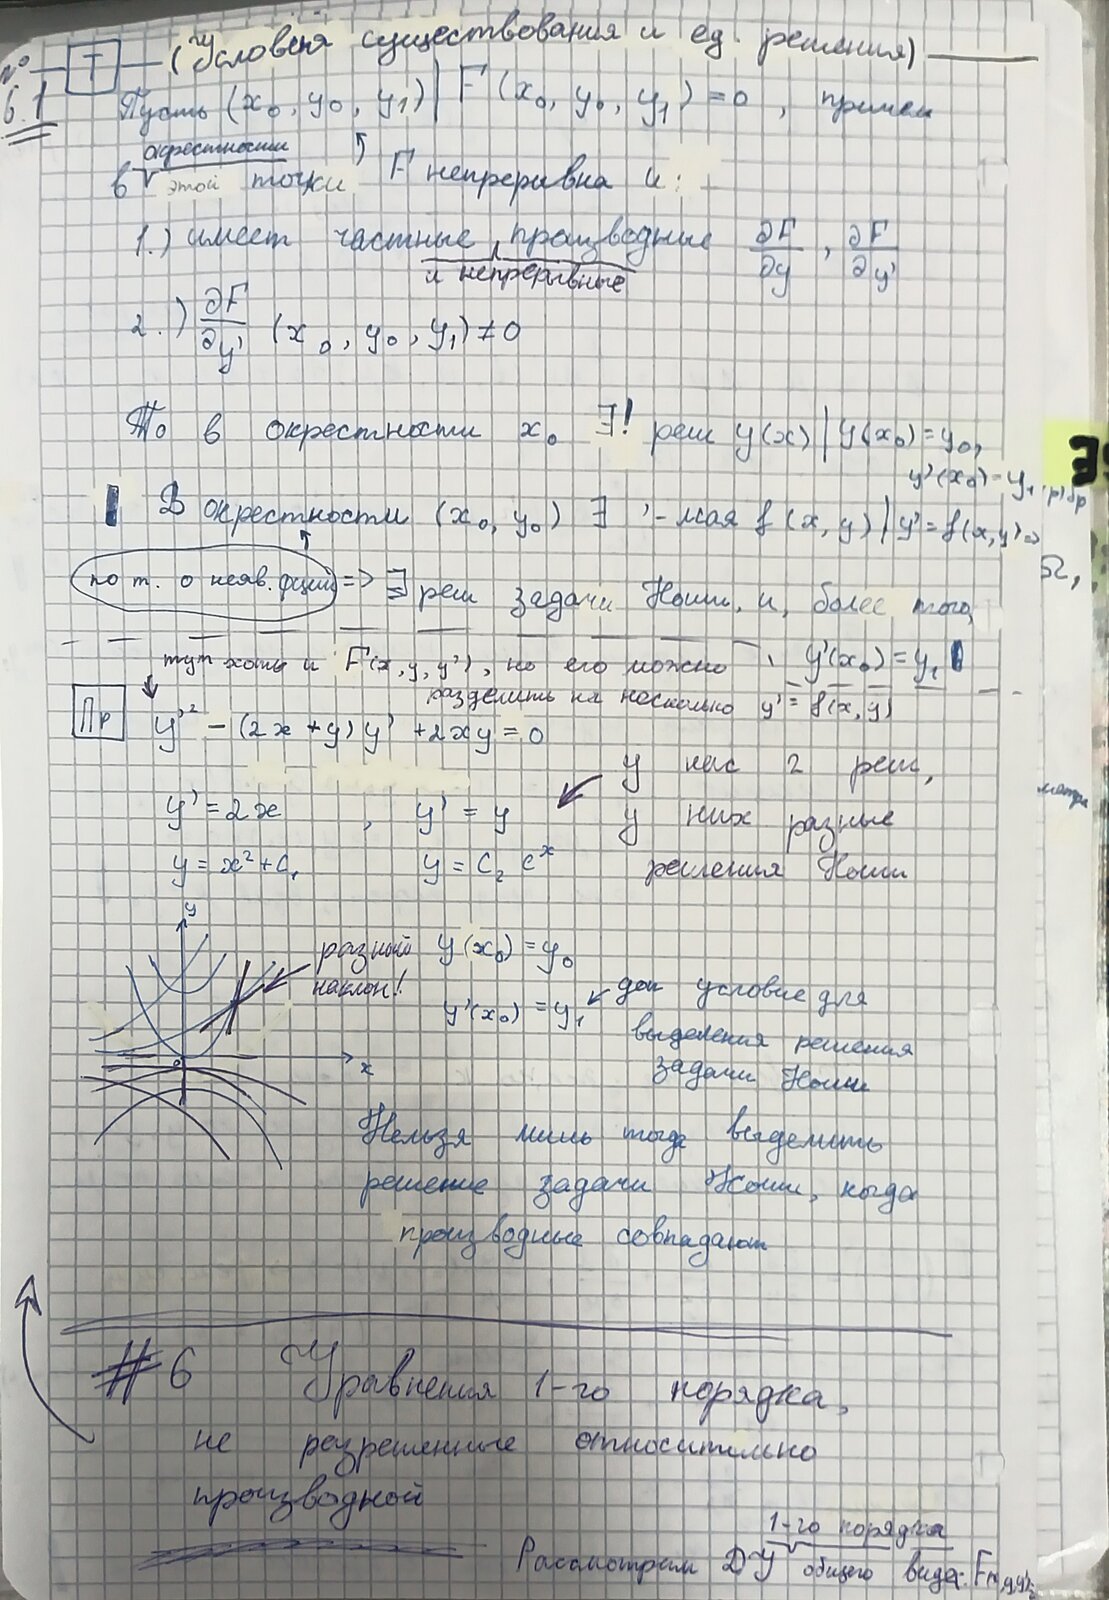 № 6.1 Т (Условия существования и ед. решения)
Пусть (x₀, y₀, y₁) | F(x₀, y₀, y₁) = 0, причем
окрестности
в этой точки F непрерывна и:
1.) имеет частные производные ∂F/∂y, ∂F/∂y'
и непрерывные
2.) ∂F/∂y' (x₀, y₀, y₁) ≠ 0
То в окрестности x₀ ∃! реш y(x) | y(x₀) = y₀,
y'(x₀) = y₁
В окрестности (x₀, y₀) ∃ f(x, y) | y' = f(x, y) ⇒
по т. о неяв. фции => ∃ реш задачи Коши, и, более того,
тут хоть и F(x, y, y'), но его можно y'(x₀) = y₁
разделить на несколько y' = f(x, y)
Пр y'² - (2x + y) y' + 2xy = 0
у нас 2 реш,
y' = 2x , y' = y у них разные
y = x² + C₁ y = C₂ eˣ решения Коши
y
разный y(x₀) = y₀
наклон! y'(x₀) = y₁ доп условие для
выделения решения
x задачи Коши
0
Нельзя лишь тогда выделить
решение задачи Коши, когда
производные совпадают
# 6 Уравнения 1-го порядка,
не разрешенные относительно
производной
1-го порядка
Рассмотрим ДУ общего вида: